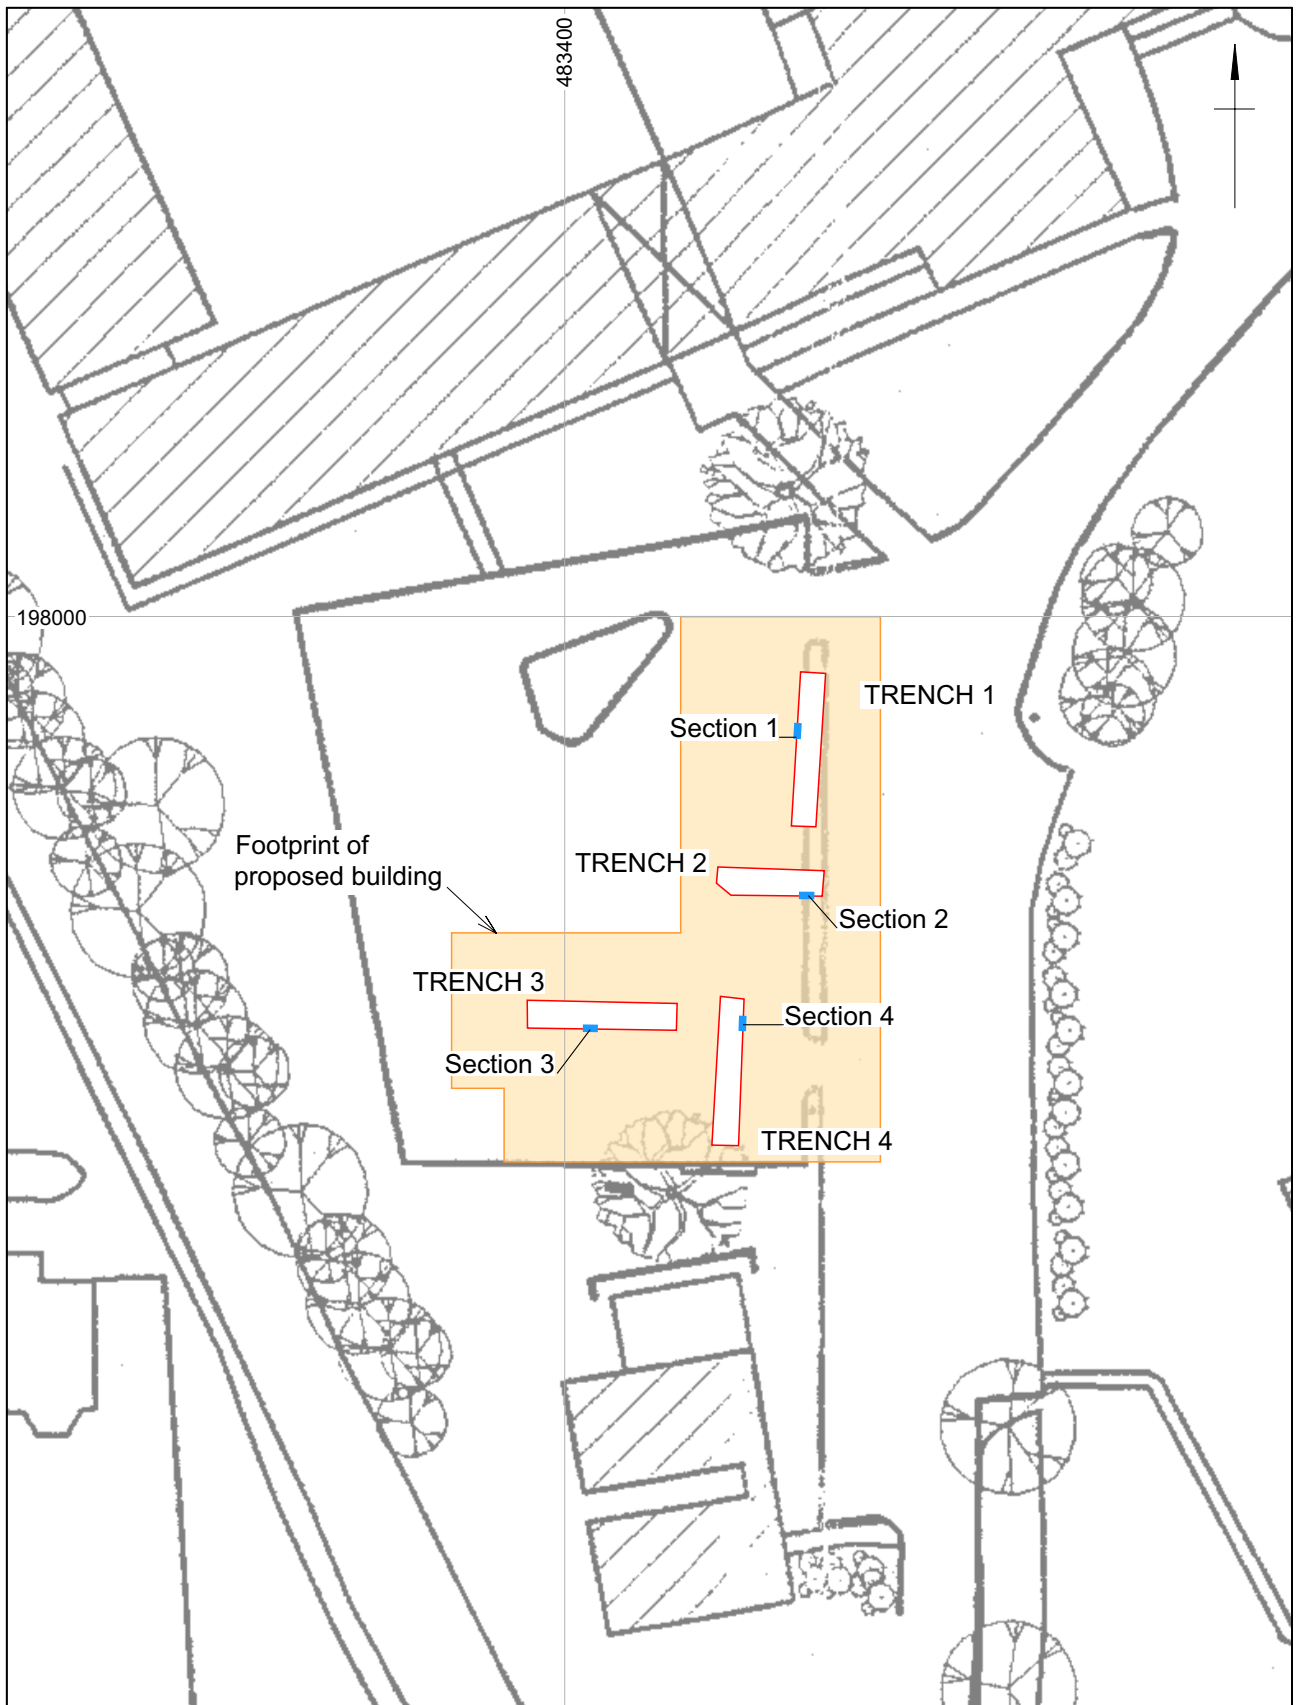 483400
198000
TRENCH 1
Section 1
Footprint of
proposed building
TRENCH 2
Section 2
TRENCH 3
Section 4
Section 3
TRENCH 4